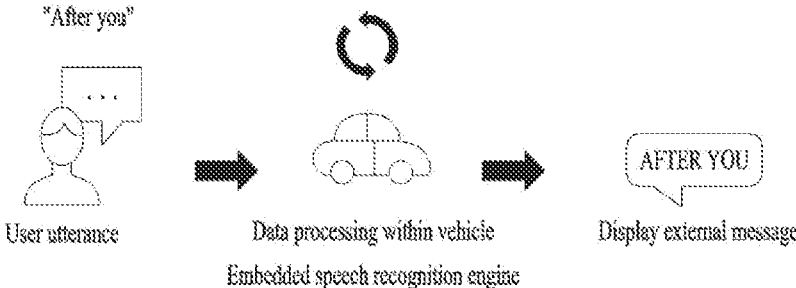 "After you"
AFTER YOU
User utterance
Data processing within vehicle
Display external message
Embedded speech recognition engine